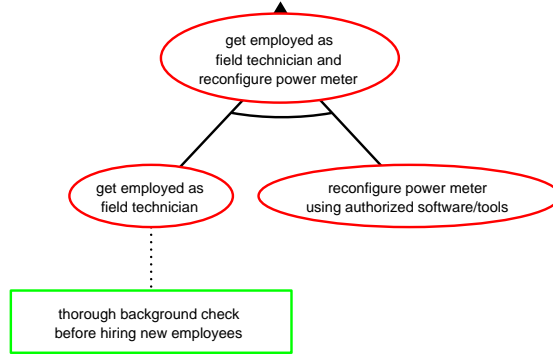 get employed as
field technician and
reconfigure power meter
get employed as
field technician
reconfigure power meter
using authorized software/tools
thorough background check
before hiring new employees